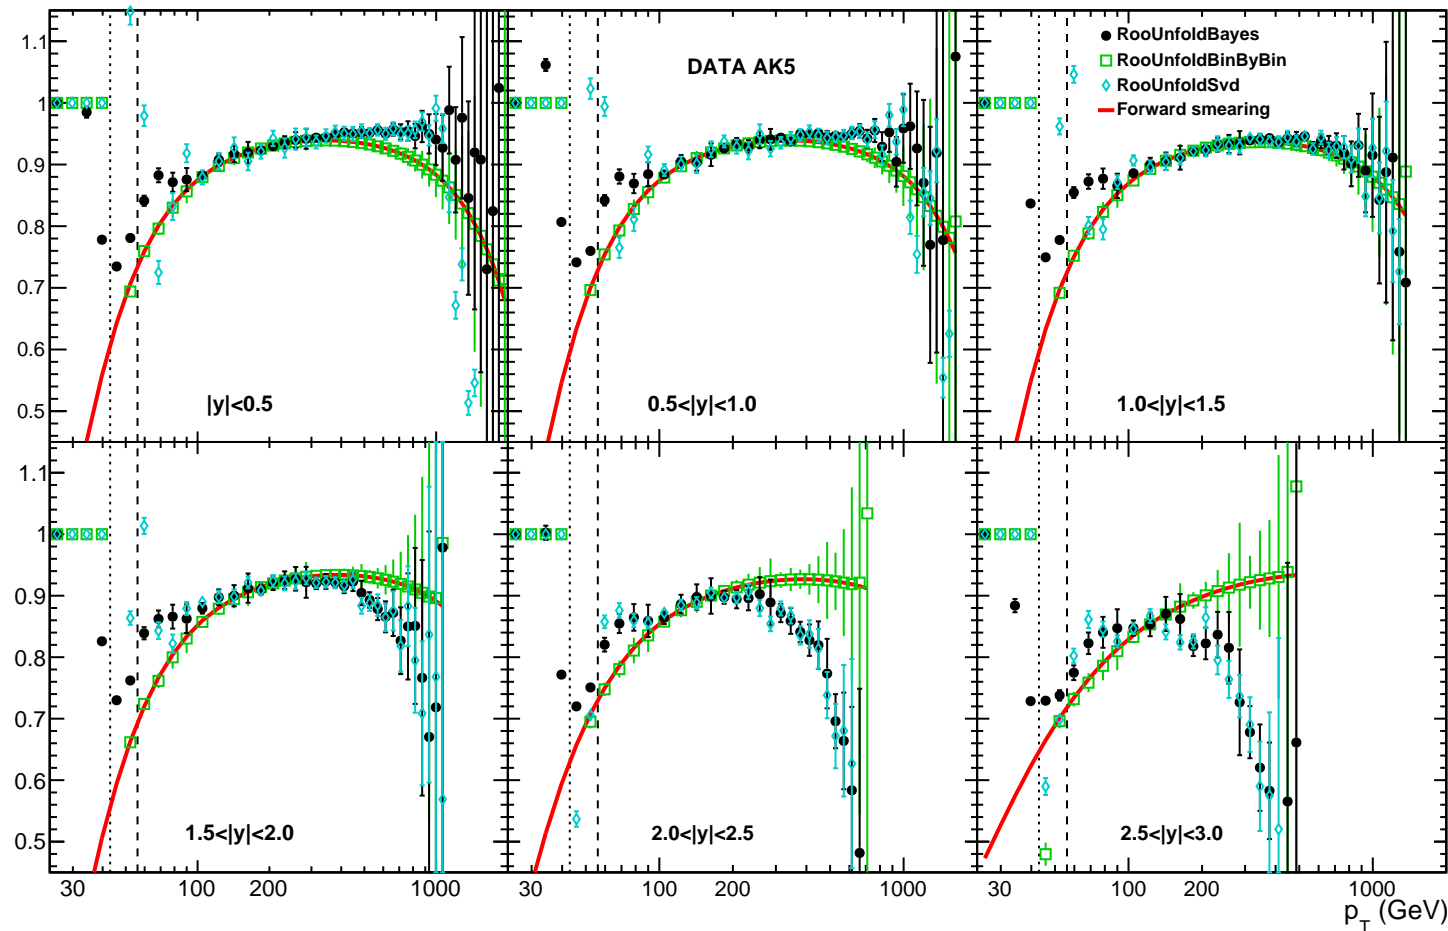 1.1
1
0.9
0.8
0.7
0.6
0.5
DATA AK5
RooUnfoldBayes
RooUnfoldBinByBin
RooUnfoldSvd
Forward smearing
|y|<0.5
0.5<|y|<1.0
1.0<|y|<1.5
1.1
1
0.9
0.8
0.7
0.6
0.5
1.5<|y|<2.0
2.0<|y|<2.5
2.5<|y|<3.0
30 100 200 1000 30 100 200 1000 30 100 200 1000
p_T (GeV)